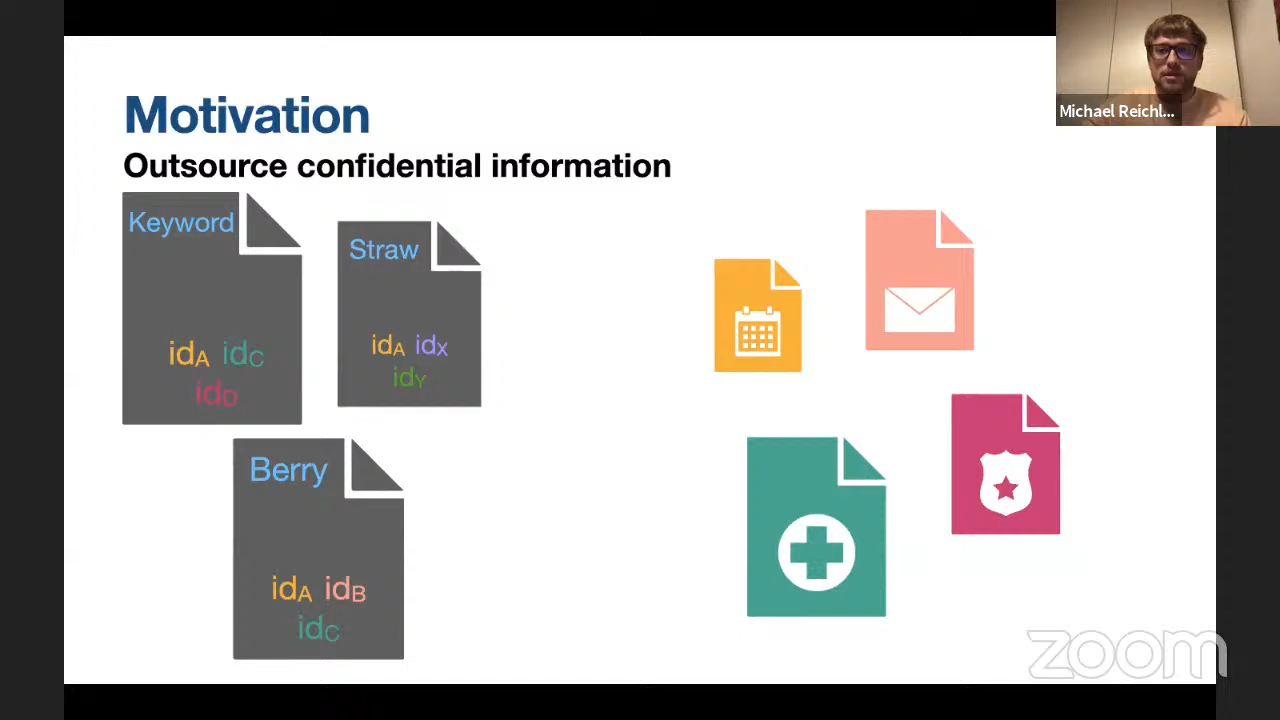 Motivation
Outsource confidential information
Keyword
idA idC
idD
Straw
idA idX
idY
Berry
idA idB
idC
Michael Reichl...
zoom